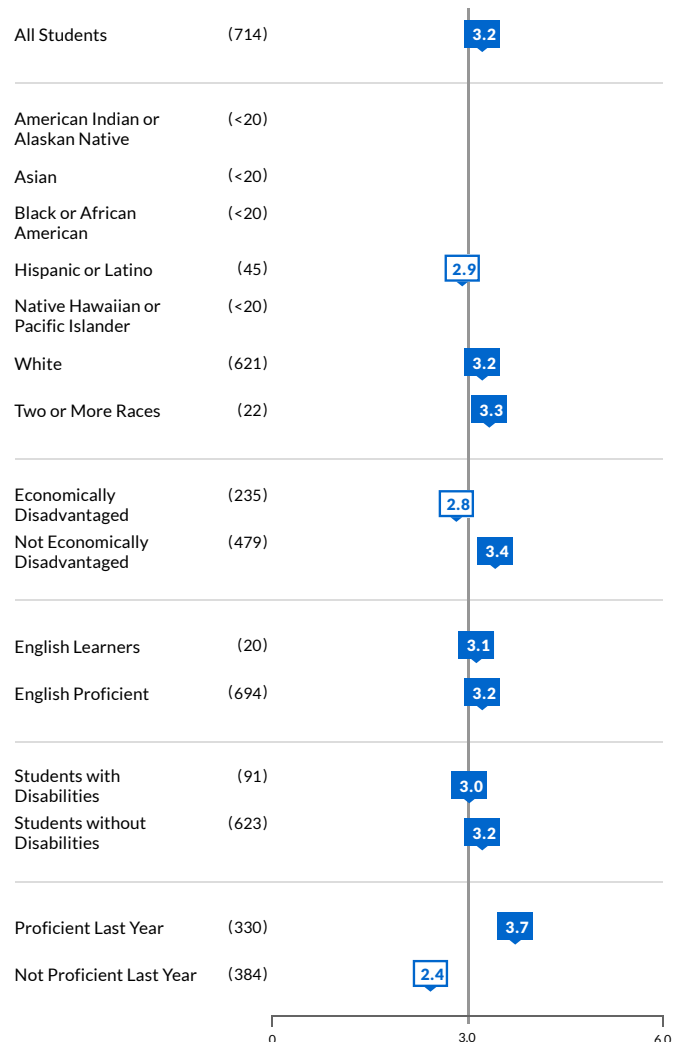 All Students (714) 3.2
American Indian or (<20)
Alaskan Native
Asian (<20)
Black or African (<20)
American
Hispanic or Latino (45) 2.9
Native Hawaiian or (<20)
Pacific Islander
White (621) 3.2
Two or More Races (22) 3.3
Economically (235) 2.8
Disadvantaged
Not Economically (479) 3.4
Disadvantaged
English Learners (20) 3.1
English Proficient (694) 3.2
Students with (91) 3.0
Disabilities
Students without (623) 3.2
Disabilities
Proficient Last Year (330) 3.7
Not Proficient Last Year (384) 2.4
0 3.0 6.0